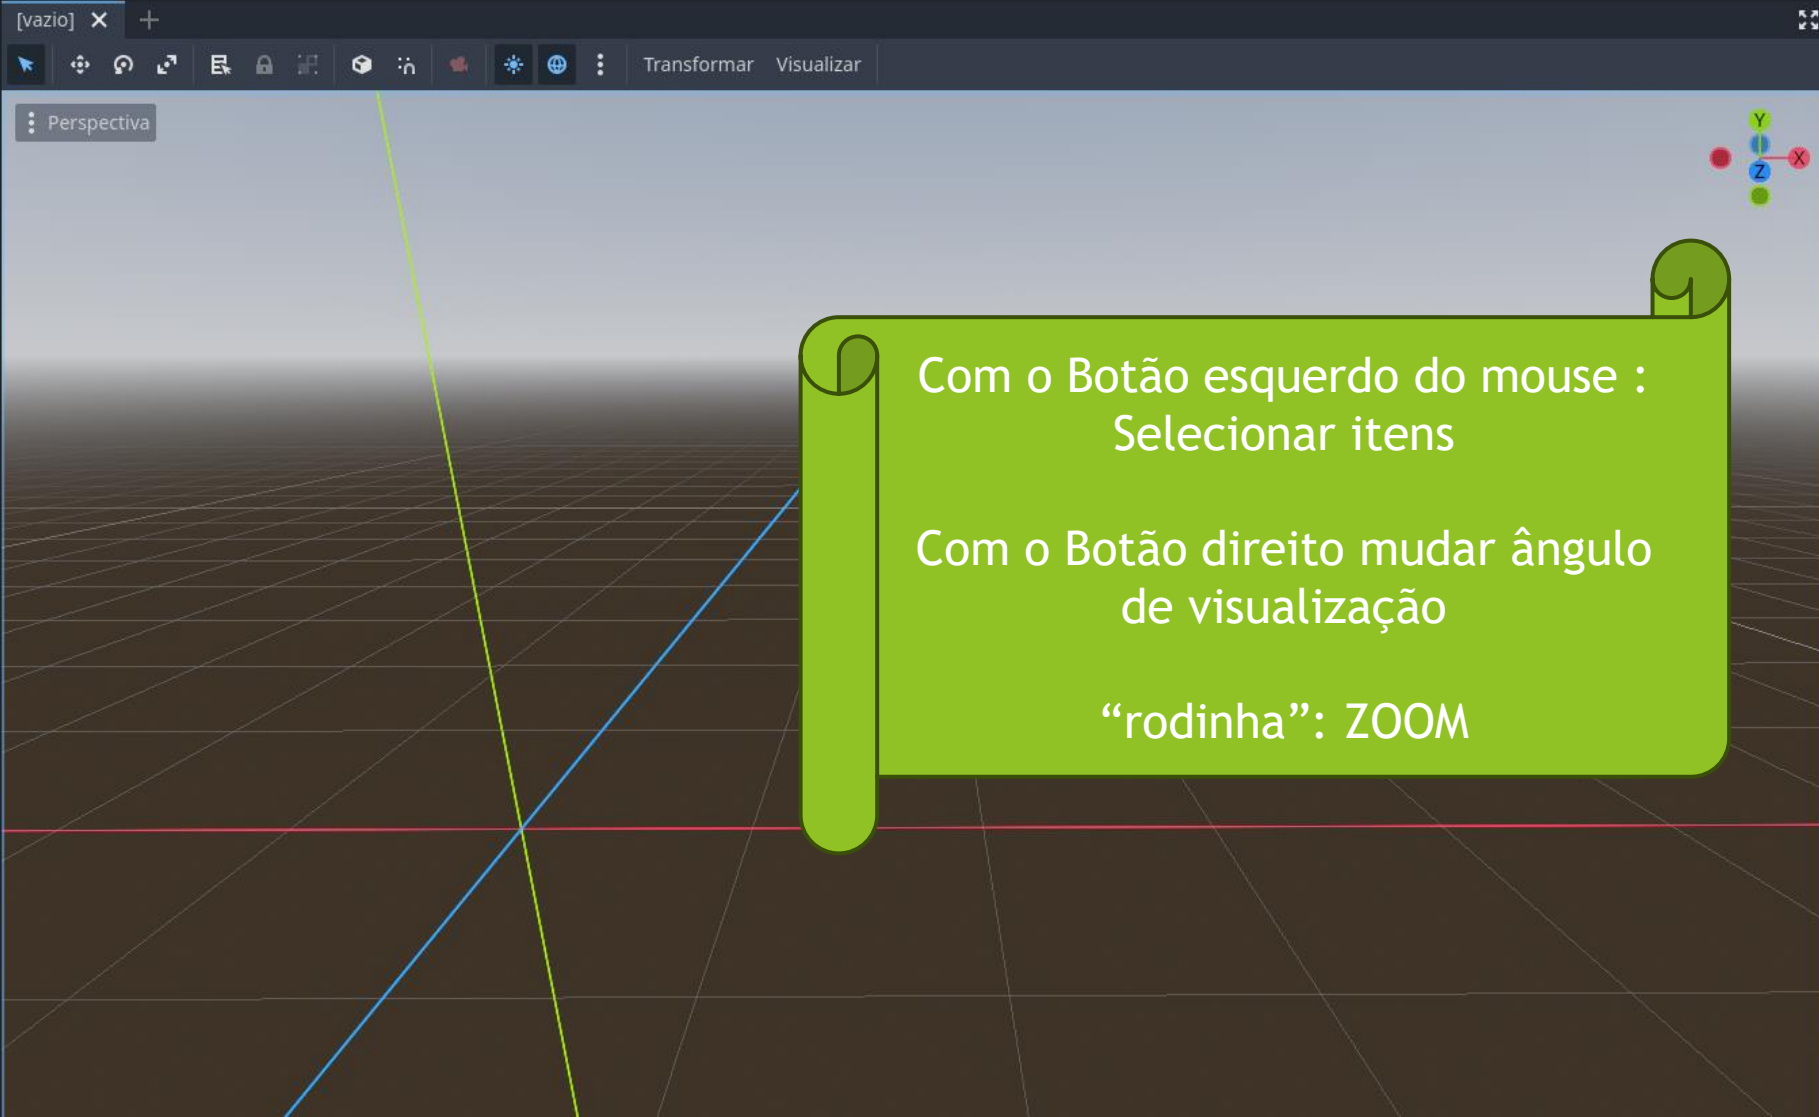 [vazio]
Transformar Visualizar
Perspectiva
Y
X
Z
Com o Botão esquerdo do mouse :
Selecionar itens
Com o Botão direito mudar ângulo
de visualização
“rodinha”: ZOOM